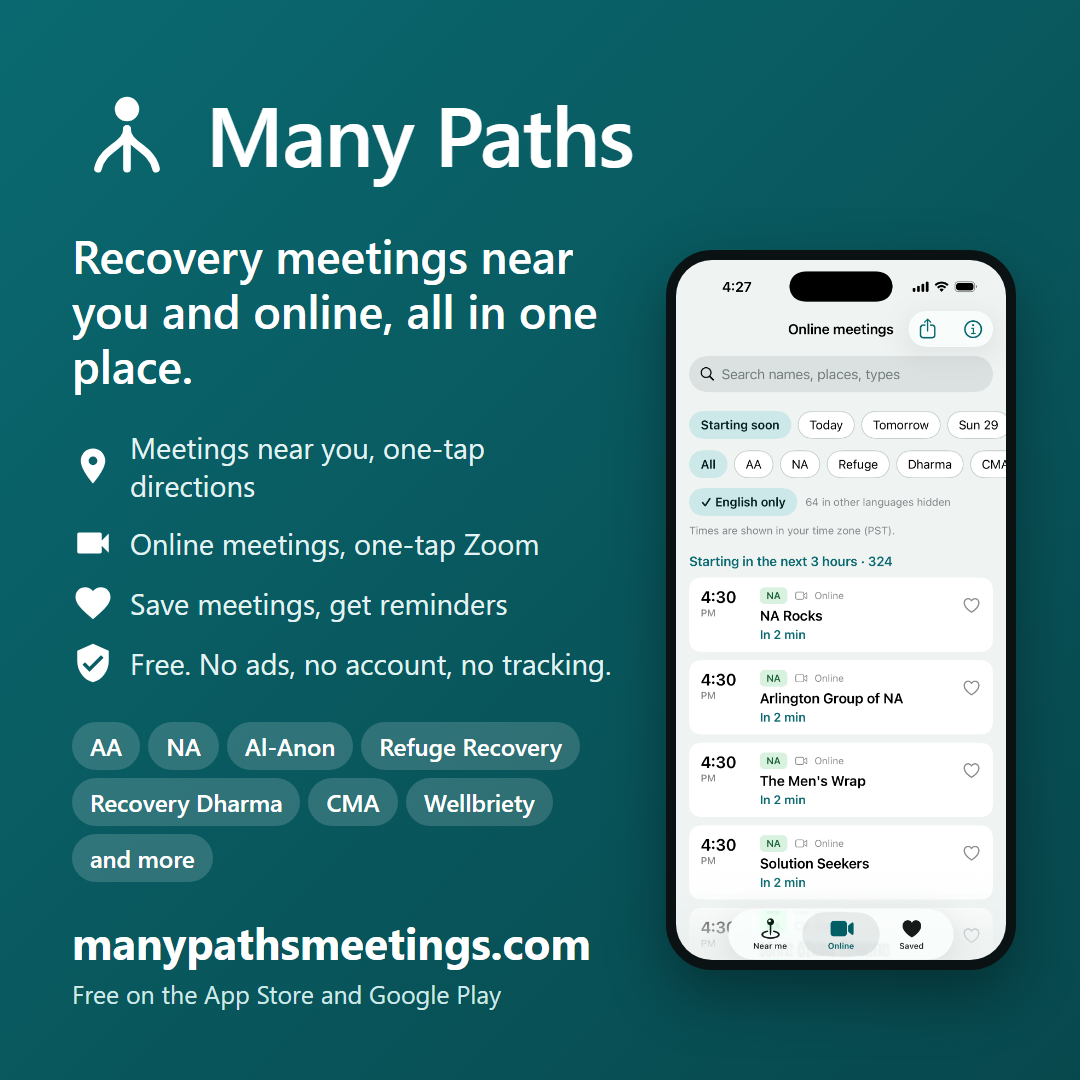 Many Paths
Recovery meetings near
you and online, all in one
place.
Meetings near you, one-tap
directions
Online meetings, one-tap Zoom
Save meetings, get reminders
Free. No ads, no account, no tracking.
AA NA Al-Anon Refuge Recovery
Recovery Dharma CMA Wellbriety
and more
manypathsmeetings.com
Free on the App Store and Google Play
4:27
Online meetings
Search names, places, types
Starting soon Today Tomorrow Sun 29
All AA NA Refuge Dharma CMA
✓ English only 64 in other languages hidden
Times are shown in your time zone (PST).
Starting in the next 3 hours · 324
4:30 PM NA Online
NA Rocks
In 2 min
4:30 PM NA Online
Arlington Group of NA
In 2 min
4:30 PM NA Online
The Men's Wrap
In 2 min
4:30 PM NA Online
Solution Seekers
In 2 min
4:30
PM
Near me Online Saved